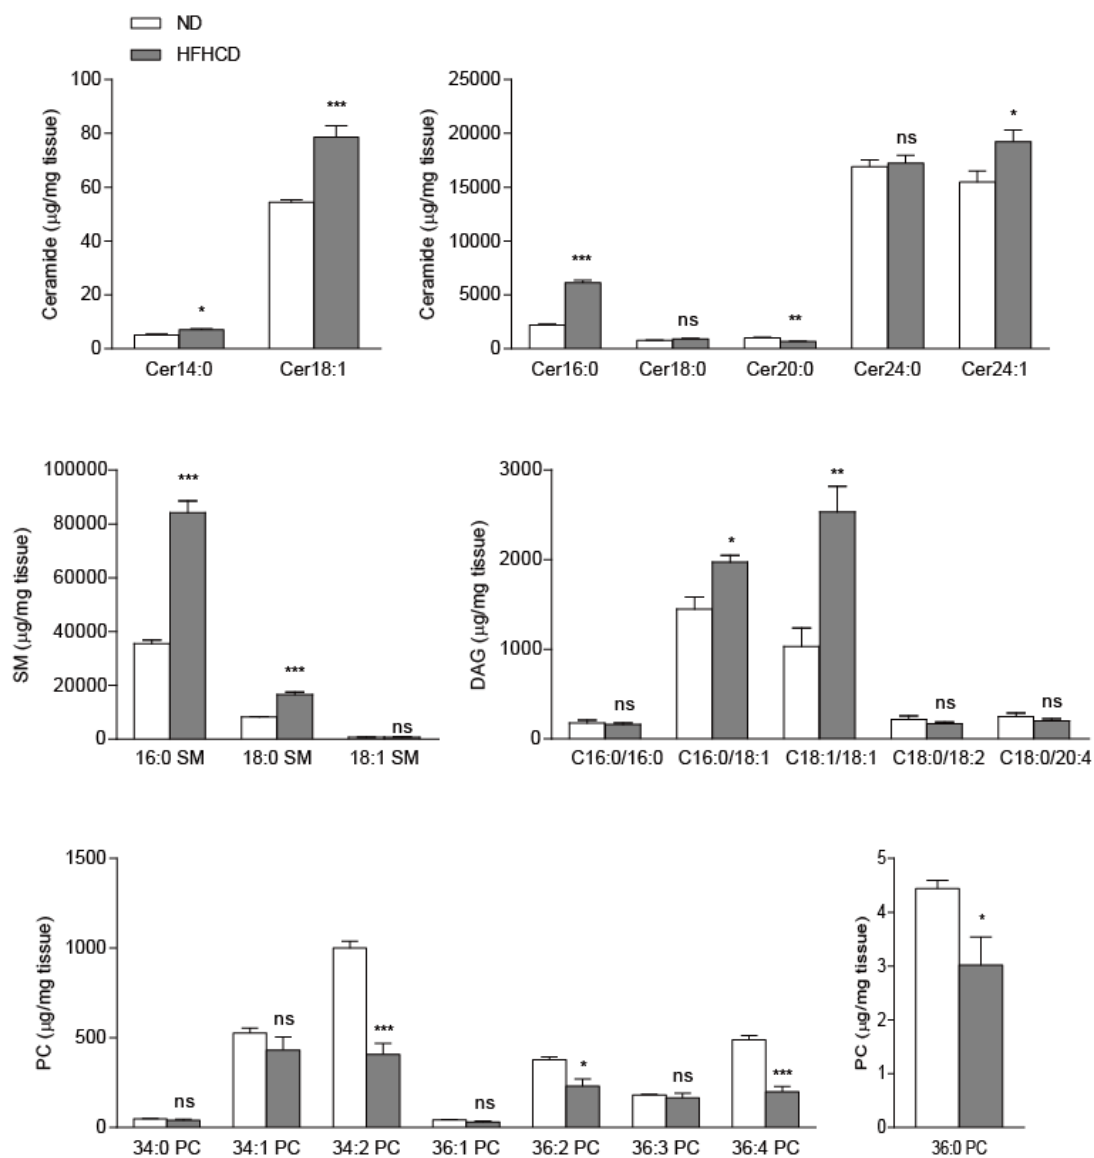 ND
HFHCD
Ceramide (μg/mg tissue)
100
80
60
40
20
0
*
***
Cer14:0 Cer18:1
Ceramide (μg/mg tissue)
25000
20000
15000
10000
5000
0
***
ns
**
ns
*
Cer16:0 Cer18:0 Cer20:0 Cer24:0 Cer24:1
SM (μg/mg tissue)
100000
80000
60000
40000
20000
0
***
***
ns
16:0 SM 18:0 SM 18:1 SM
DAG (μg/mg tissue)
3000
2000
1000
0
ns
*
**
ns
ns
C16:0/16:0 C16:0/18:1 C18:1/18:1 C18:0/18:2 C18:0/20:4
PC (μg/mg tissue)
1500
1000
500
0
ns
ns
***
ns
*
ns
***
34:0 PC 34:1 PC 34:2 PC 36:1 PC 36:2 PC 36:3 PC 36:4 PC
PC (μg/mg tissue)
5
4
3
2
1
0
*
36:0 PC